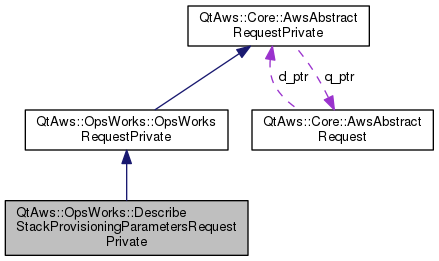 QtAws::Core::AwsAbstract
RequestPrivate
d_ptr
q_ptr
QtAws::OpsWorks::OpsWorks
RequestPrivate
QtAws::Core::AwsAbstract
Request
QtAws::OpsWorks::Describe
StackProvisioningParametersRequest
Private